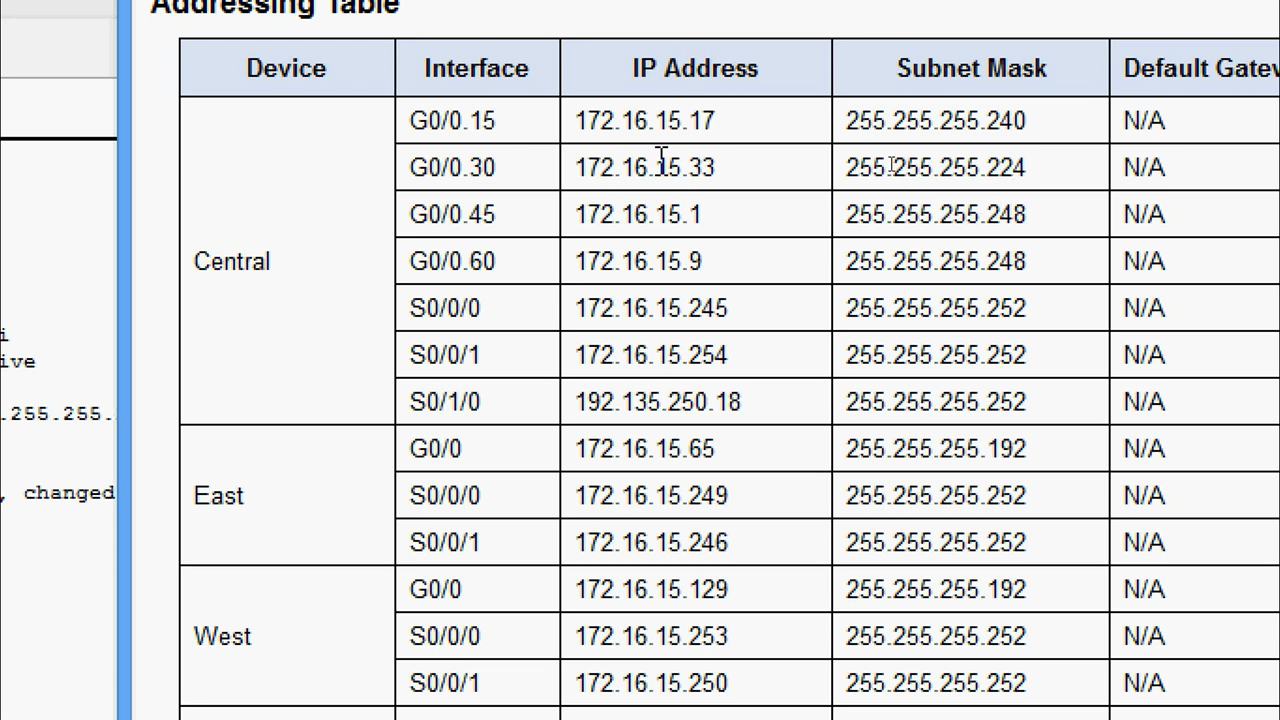 Addressing Table
Device Interface IP Address Subnet Mask Default Gatew
G0/0.15 172.16.15.17 255.255.255.240 N/A
G0/0.30 172.16.15.33 255.255.255.224 N/A
G0/0.45 172.16.15.1 255.255.255.248 N/A
Central G0/0.60 172.16.15.9 255.255.255.248 N/A
S0/0/0 172.16.15.245 255.255.255.252 N/A
i
S0/0/1 172.16.15.254 255.255.255.252 N/A
ive
S0/1/0 192.135.250.18 255.255.255.252 N/A
.255.255.
G0/0 172.16.15.65 255.255.255.192 N/A
East S0/0/0 172.16.15.249 255.255.255.252 N/A
, changed
S0/0/1 172.16.15.246 255.255.255.252 N/A
G0/0 172.16.15.129 255.255.255.192 N/A
West S0/0/0 172.16.15.253 255.255.255.252 N/A
S0/0/1 172.16.15.250 255.255.255.252 N/A